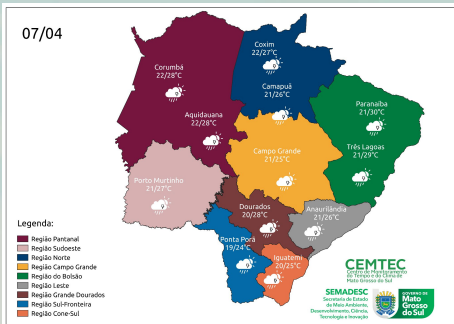 07/04
Coxim
22/27°C
Corumbá
22/28°C
Camapuã
21/26°C
Paranaíba
21/30°C
Aquidauana
22/28°C
Três Lagoas
21/29°C
Campo Grande
21/25°C
Porto Murtinho
21/27°C
Dourados
20/28°C
Anaurilândia
21/26°C
Ponta Porã
19/24°C
Iguatemi
20/25°C
Legenda:
Região Pantanal
Região Sudoeste
Região Norte
Região Campo Grande
Região do Bolsão
Região Leste
Região Grande Dourados
Região Sul-Fronteira
Região Cone-Sul
CEMTEC
Centro de Monitoramento
do Tempo e do Clima de
Mato Grosso do Sul
SEMADESC
Secretaria de Estado
de Meio Ambiente,
Desenvolvimento, Ciência,
Tecnologia e Inovação
GOVERNO DE
Mato
Grosso
do Sul